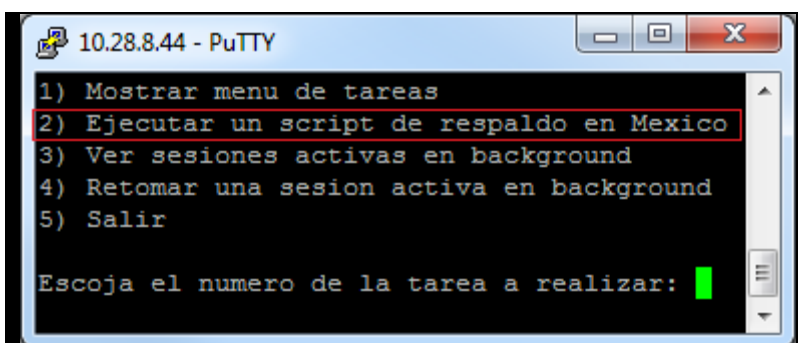 10.28.8.44 - PuTTY
1) Mostrar menu de tareas
2) Ejecutar un script de respaldo en Mexico
3) Ver sesiones activas en background
4) Retomar una sesion activa en background
5) Salir
Escoja el numero de la tarea a realizar: